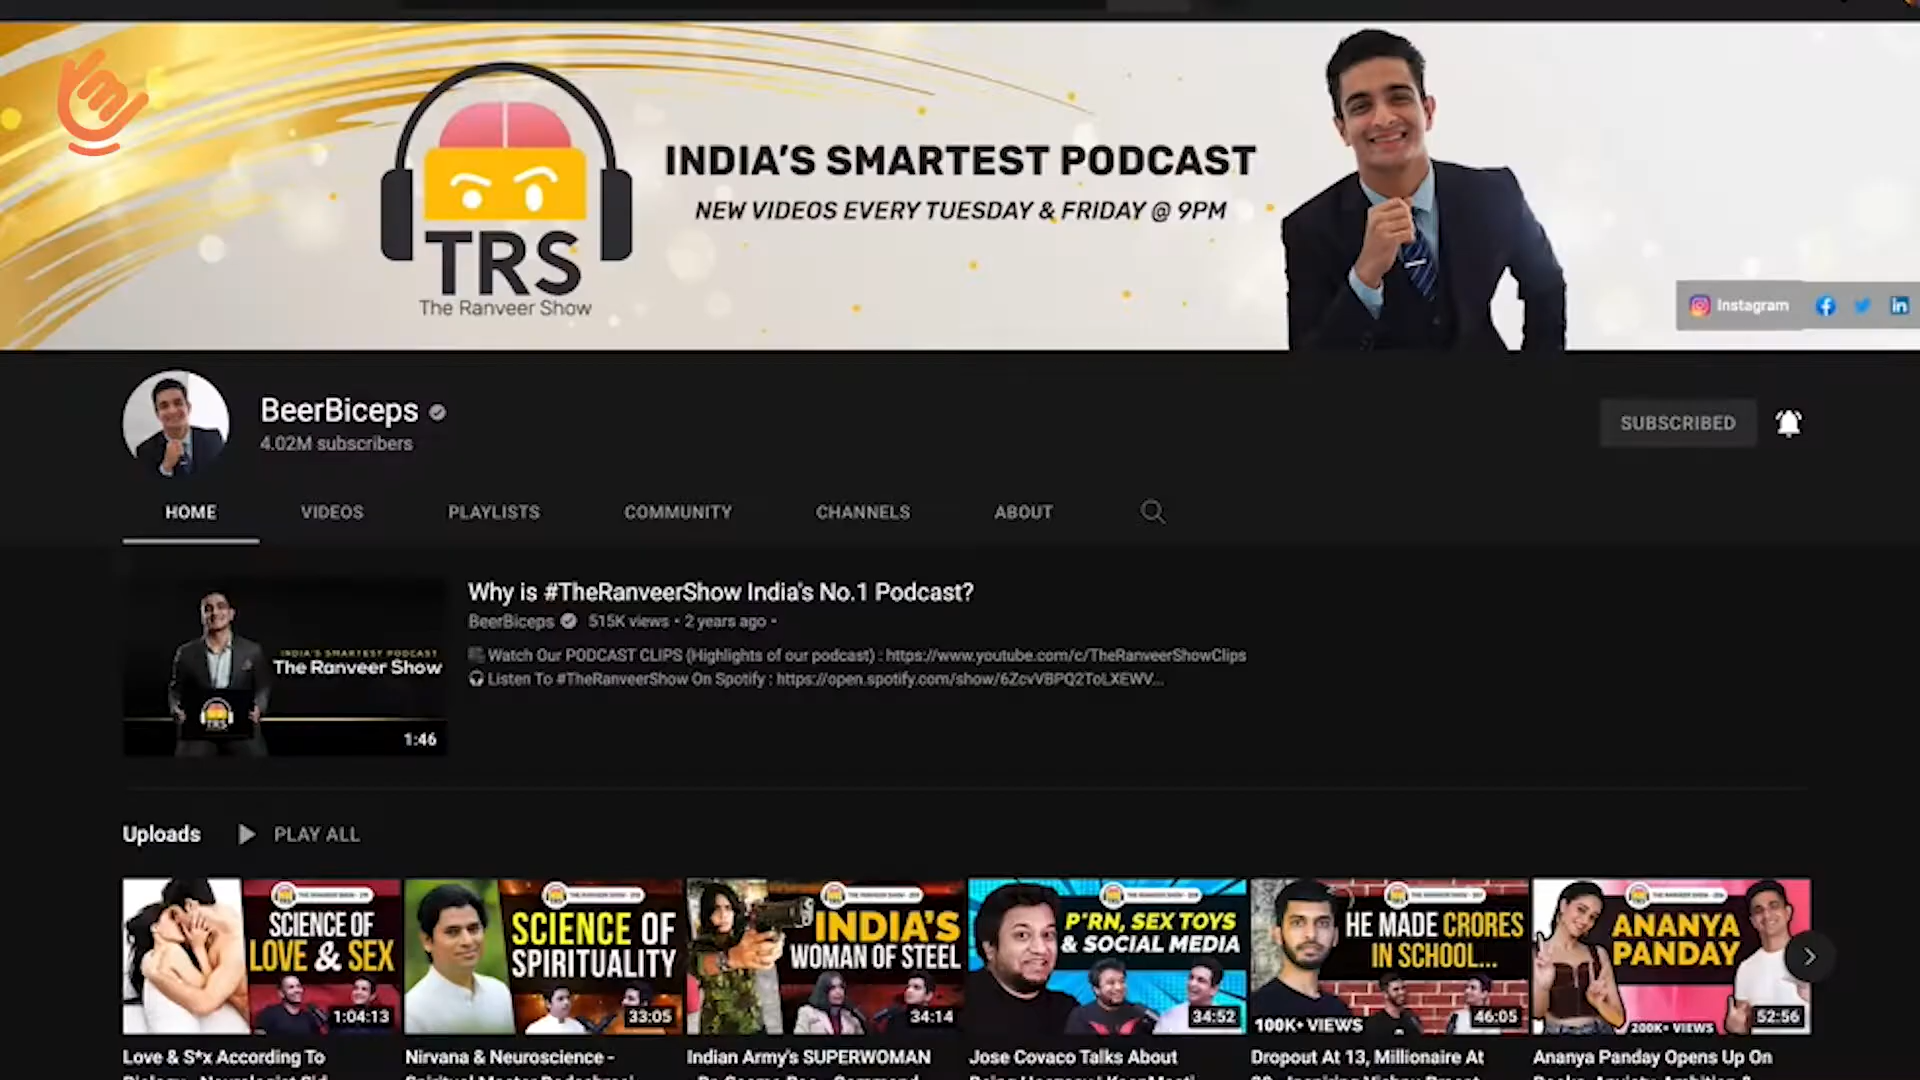 INDIA'S SMARTEST PODCAST
NEW VIDEOS EVERY TUESDAY & FRIDAY @ 9PM
TRS
The Ranveer Show
Instagram
BeerBiceps
4.02M subscribers
SUBSCRIBED
HOME VIDEOS PLAYLISTS COMMUNITY CHANNELS ABOUT
Why is #TheRanveerShow India's No.1 Podcast?
BeerBiceps 515K views • 2 years ago •
Watch Our PODCAST CLIPS (Highlights of our podcast) : https://www.youtube.com/c/TheRanveerShowClips
Listen To #TheRanveerShow On Spotify : https://open.spotify.com/show/6ZcvVBPQ2ToLXEWV...
INDIA'S SMARTEST PODCAST
The Ranveer Show
TRS
1:46
Uploads PLAY ALL
SCIENCE OF
LOVE & SEX
1:04:13
SCIENCE OF
SPIRITUALITY
33:05
INDIA'S
WOMAN OF STEEL
34:14
P*RN, SEX TOYS
& SOCIAL MEDIA
34:52
HE MADE CRORES
IN SCHOOL...
100K+ VIEWS
46:05
ANANYA
PANDAY
200K+ VIEWS
52:56
Love & S*x According To
Nirvana & Neuroscience -
Indian Army's SUPERWOMAN
Jose Covaco Talks About
Dropout At 13, Millionaire At
Ananya Panday Opens Up On